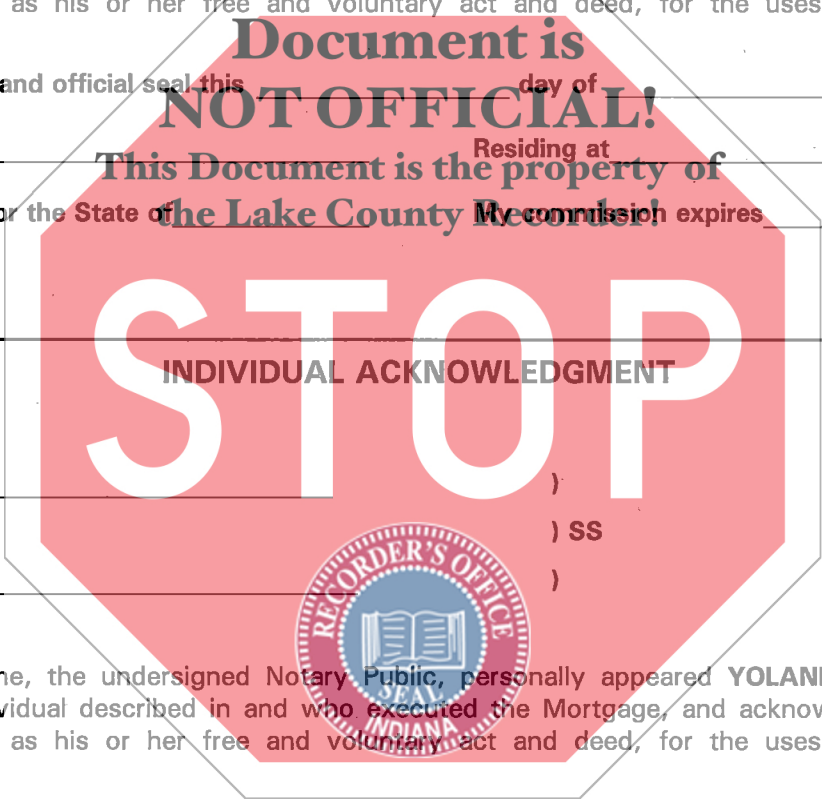 as his or her free and voluntary act and deed, for the uses
Document is
and official seal this day of
NOT OFFICIAL!
Residing at
This Document is the property of
or the State of My commission expires
the Lake County Recorder!
STOP
INDIVIDUAL ACKNOWLEDGMENT
)
) SS
)
RECORDER'S OFFICE
SEAL
INDIANA
the undersigned Notary Public, personally appeared YOLAN
described in and who executed the Mortgage, and
as his or her free and voluntary act and deed, for the uses